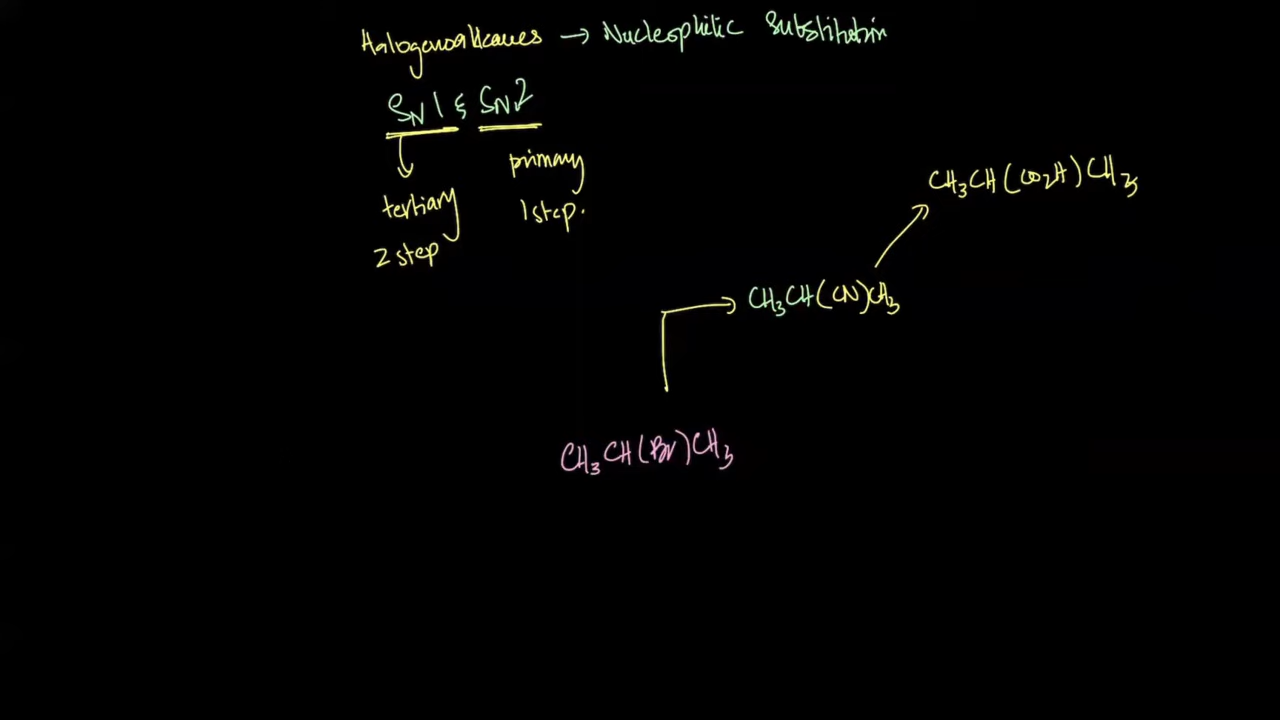 Halogenoalkanes → Nucleophilic Substitution
SN1 & SN2
primary
1 step.
tertiary
2 step
CH3CH(CO2H)CH3
CH3CH(CN)CH3
CH3CH(Br)CH3